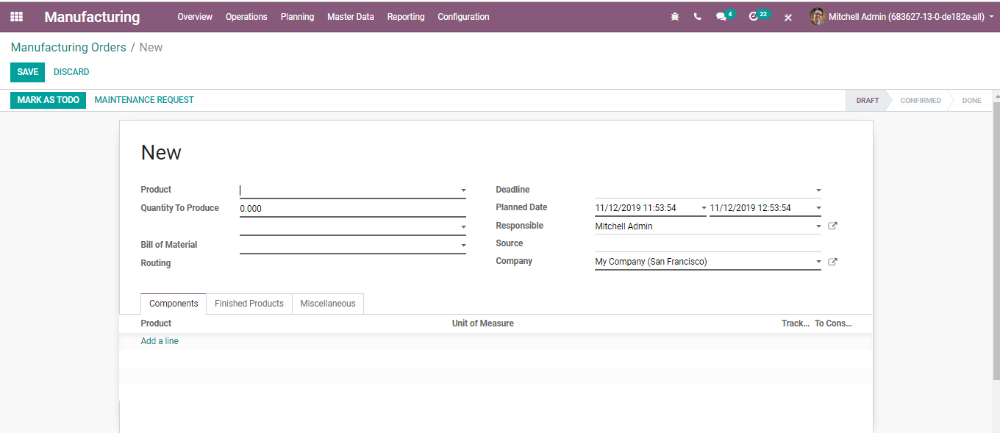 Manufacturing Overview Operations Planning Master Data Reporting Configuration 4 22 Mitchell Admin (683627-13-0-de182e-all)
Manufacturing Orders / New
SAVE DISCARD
MARK AS TODO MAINTENANCE REQUEST DRAFT CONFIRMED DONE
New
Product Deadline
Quantity To Produce 0.000 Planned Date 11/12/2019 11:53:54 11/12/2019 12:53:54
Responsible Mitchell Admin
Bill of Material Source
Routing Company My Company (San Francisco)
Components Finished Products Miscellaneous
Product Unit of Measure Track... To Cons...
Add a line